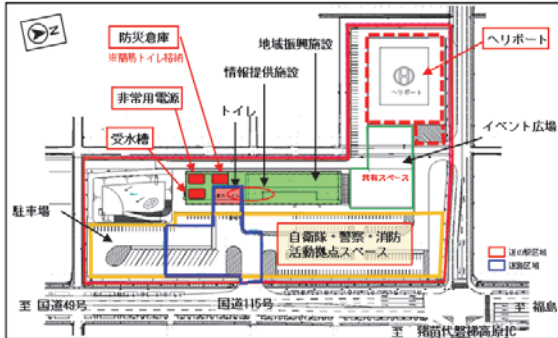 N
防災倉庫
※簡易トイレ格納
地域振興施設
ヘリポート
情報提供施設
H
ヘリポート
非常用電源
トイレ
イベント広場
受水槽
共有スペース
駐車場
自衛隊・警察・消防
活動拠点スペース
道の駅区域
道路区域
至 国道49号
国道115号
至 福島
至 猪苗代磐梯高原IC